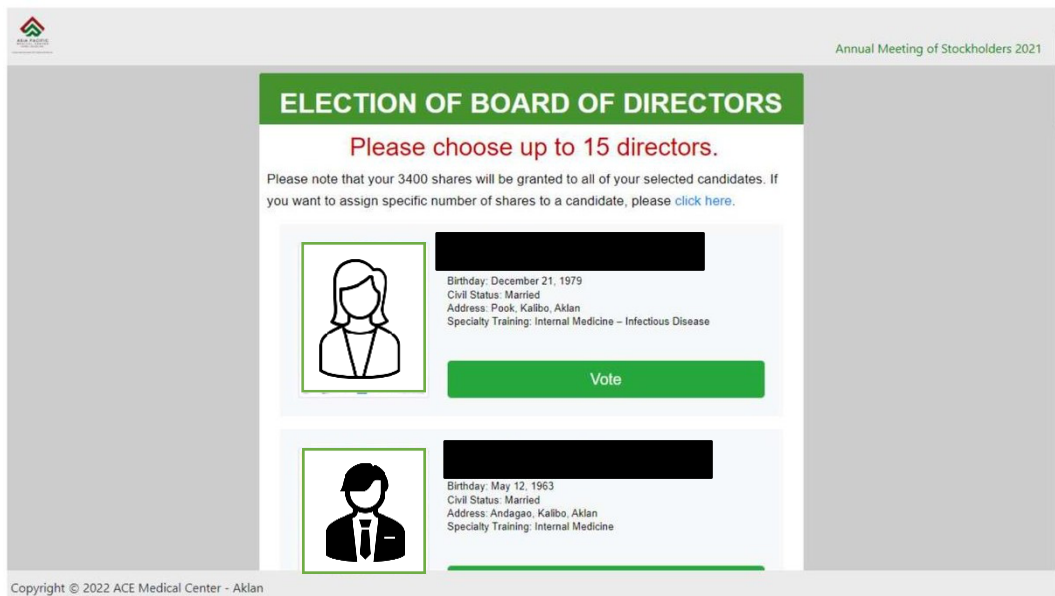 ASIA PACIFIC
Annual Meeting of Stockholders 2021
ELECTION OF BOARD OF DIRECTORS
Please choose up to 15 directors.
Please note that your 3400 shares will be granted to all of your selected candidates. If
you want to assign specific number of shares to a candidate, please click here.
Birthday: December 21, 1979
Civil Status: Married
Address: Pook, Kalibo, Aklan
Specialty Training: Internal Medicine – Infectious Disease
Vote
Birthday: May 12, 1963
Civil Status: Married
Address: Andagao, Kalibo, Aklan
Specialty Training: Internal Medicine
Copyright © 2022 ACE Medical Center - Aklan